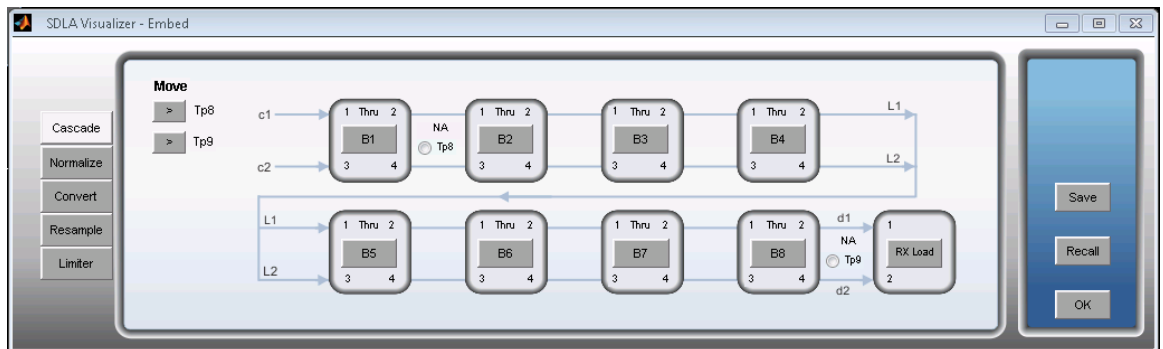 SDLA Visualizer - Embed
Cascade
Normalize
Convert
Resample
Limiter
Move
> Tp8
> Tp9
c1
c2
1 Thru 2
B1
3 4
NA
Tp8
1 Thru 2
B2
3 4
1 Thru 2
B3
3 4
1 Thru 2
B4
3 4
L1
L2
L1
L2
1 Thru 2
B5
3 4
1 Thru 2
B6
3 4
1 Thru 2
B7
3 4
1 Thru 2
B8
3 4
d1
NA
Tp9
d2
1
RX Load
2
Save
Recall
OK